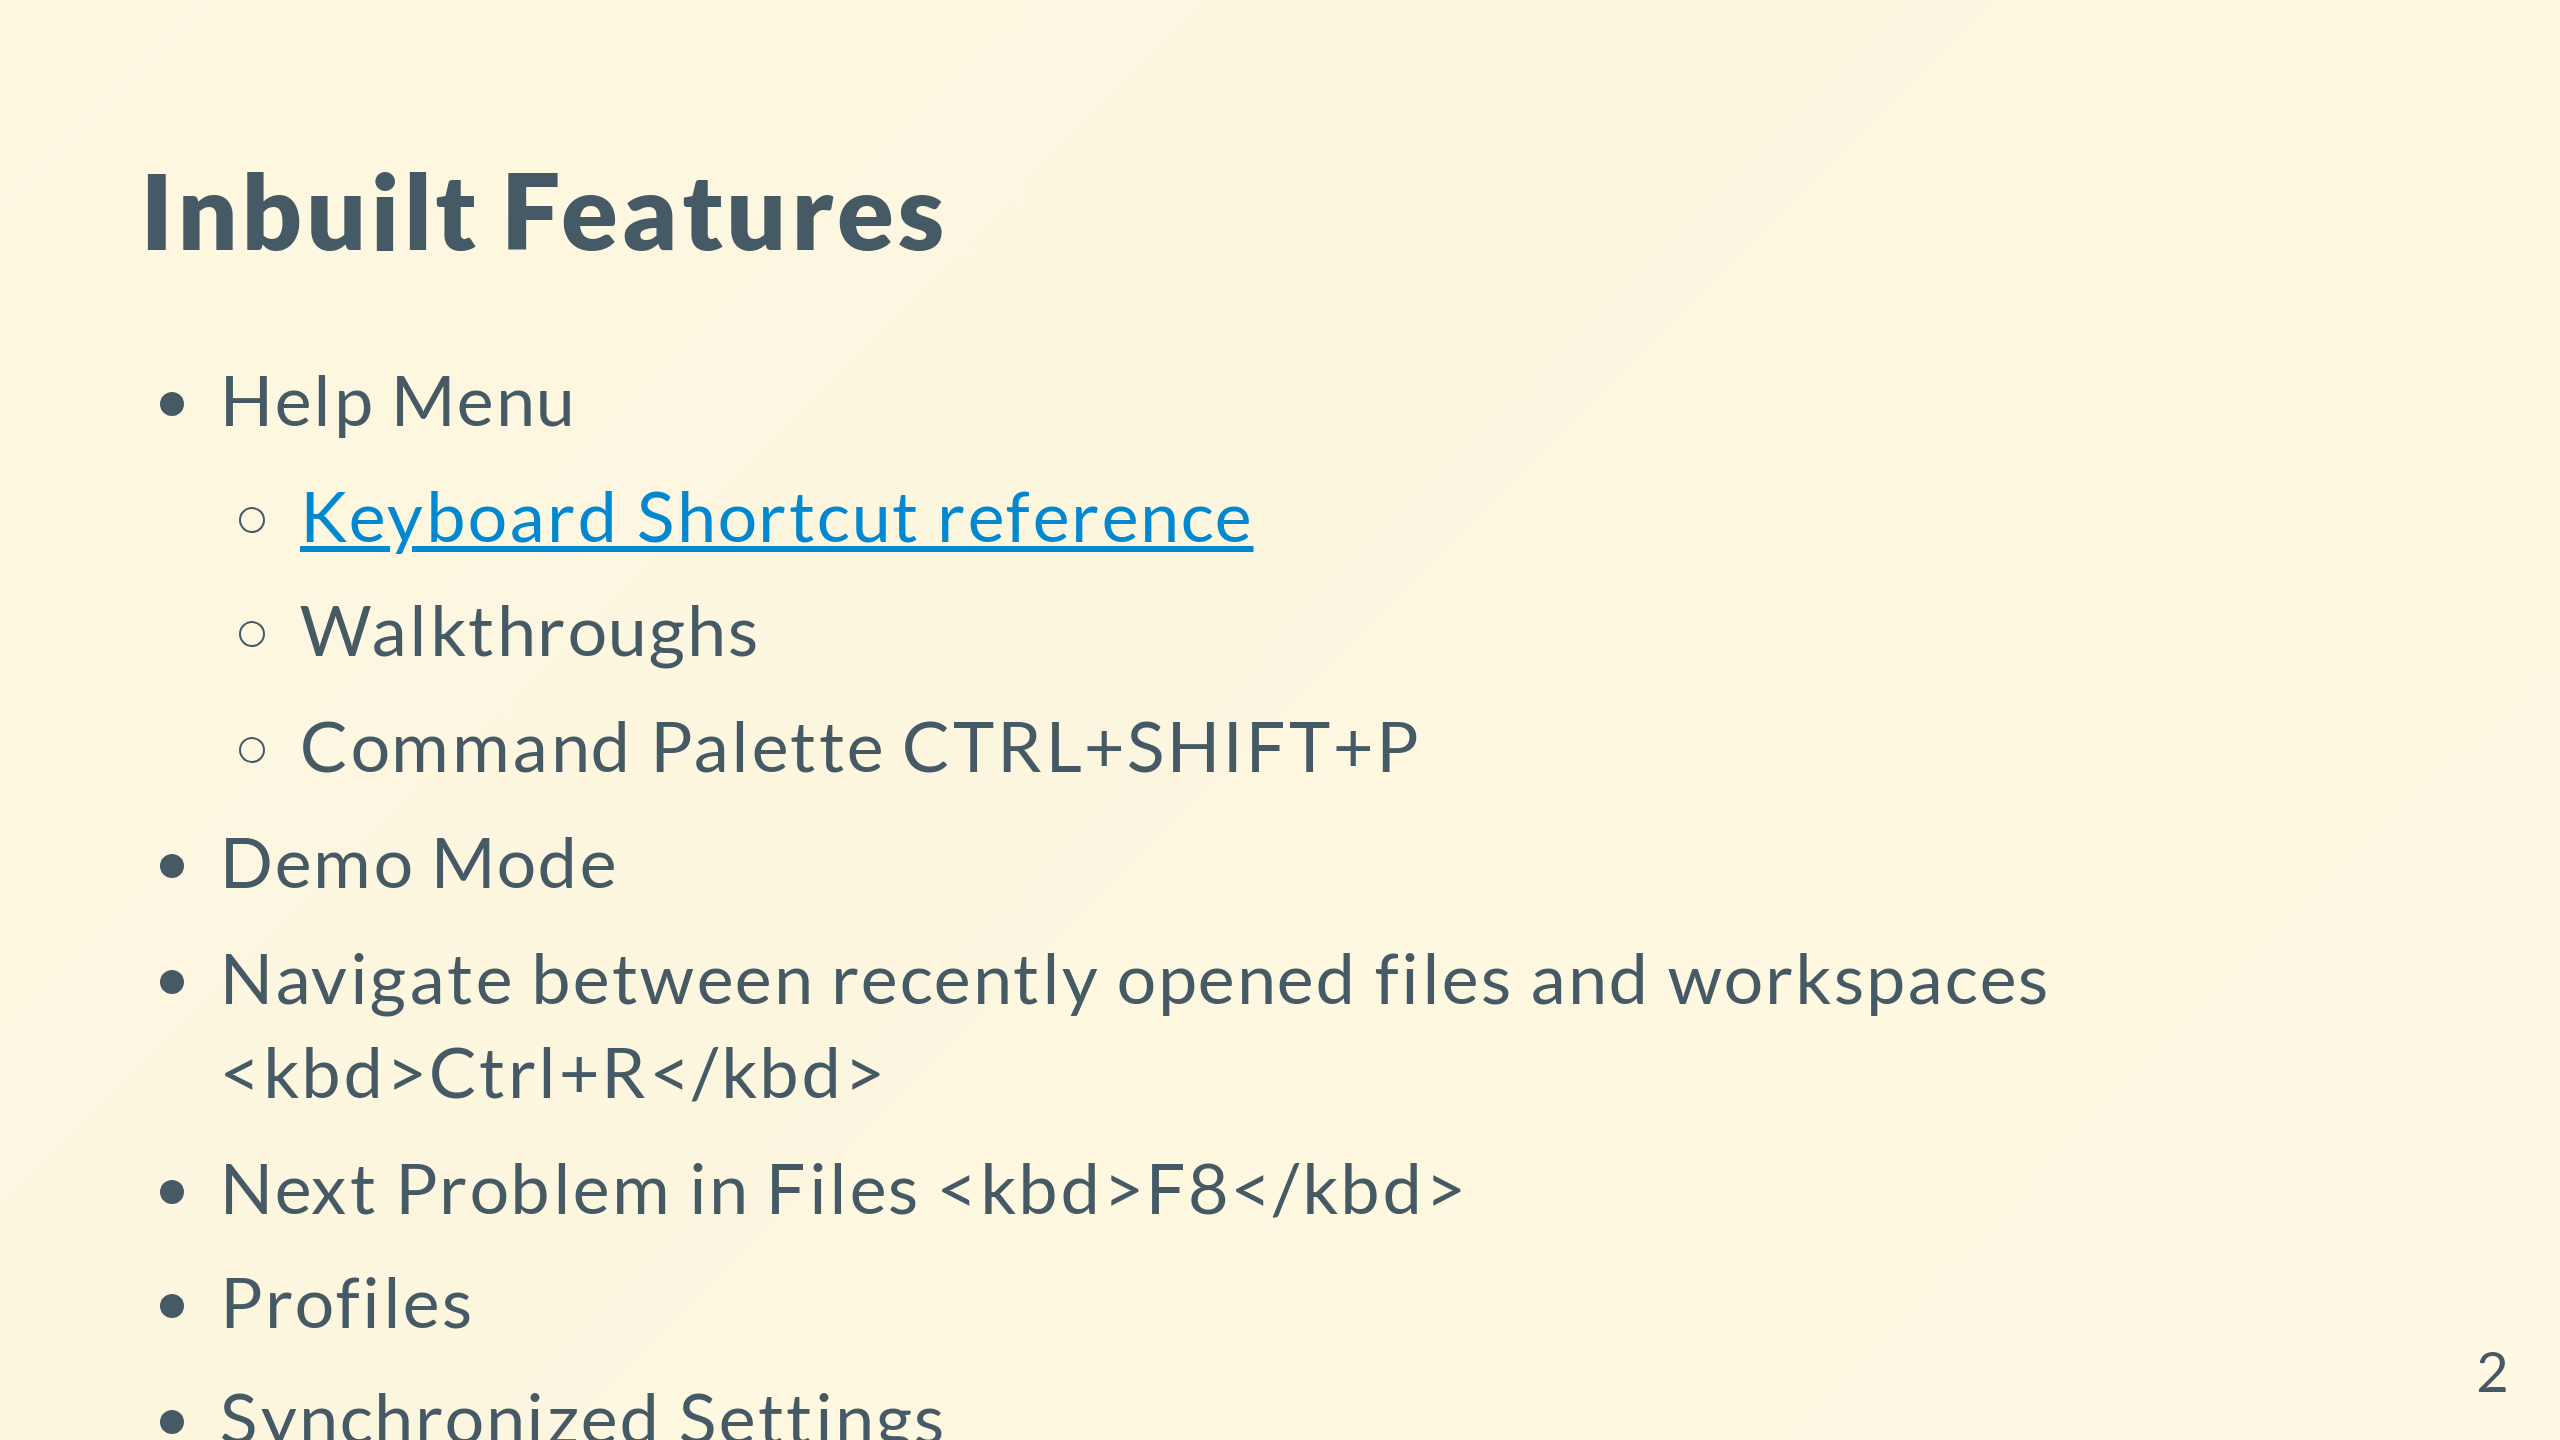 Inbuilt Features
• Help Menu
○ Keyboard Shortcut reference
○ Walkthroughs
○ Command Palette CTRL+SHIFT+P
• Demo Mode
• Navigate between recently opened files and workspaces
<kbd>Ctrl+R</kbd>
• Next Problem in Files <kbd>F8</kbd>
• Profiles
• Synchronized Settings
2